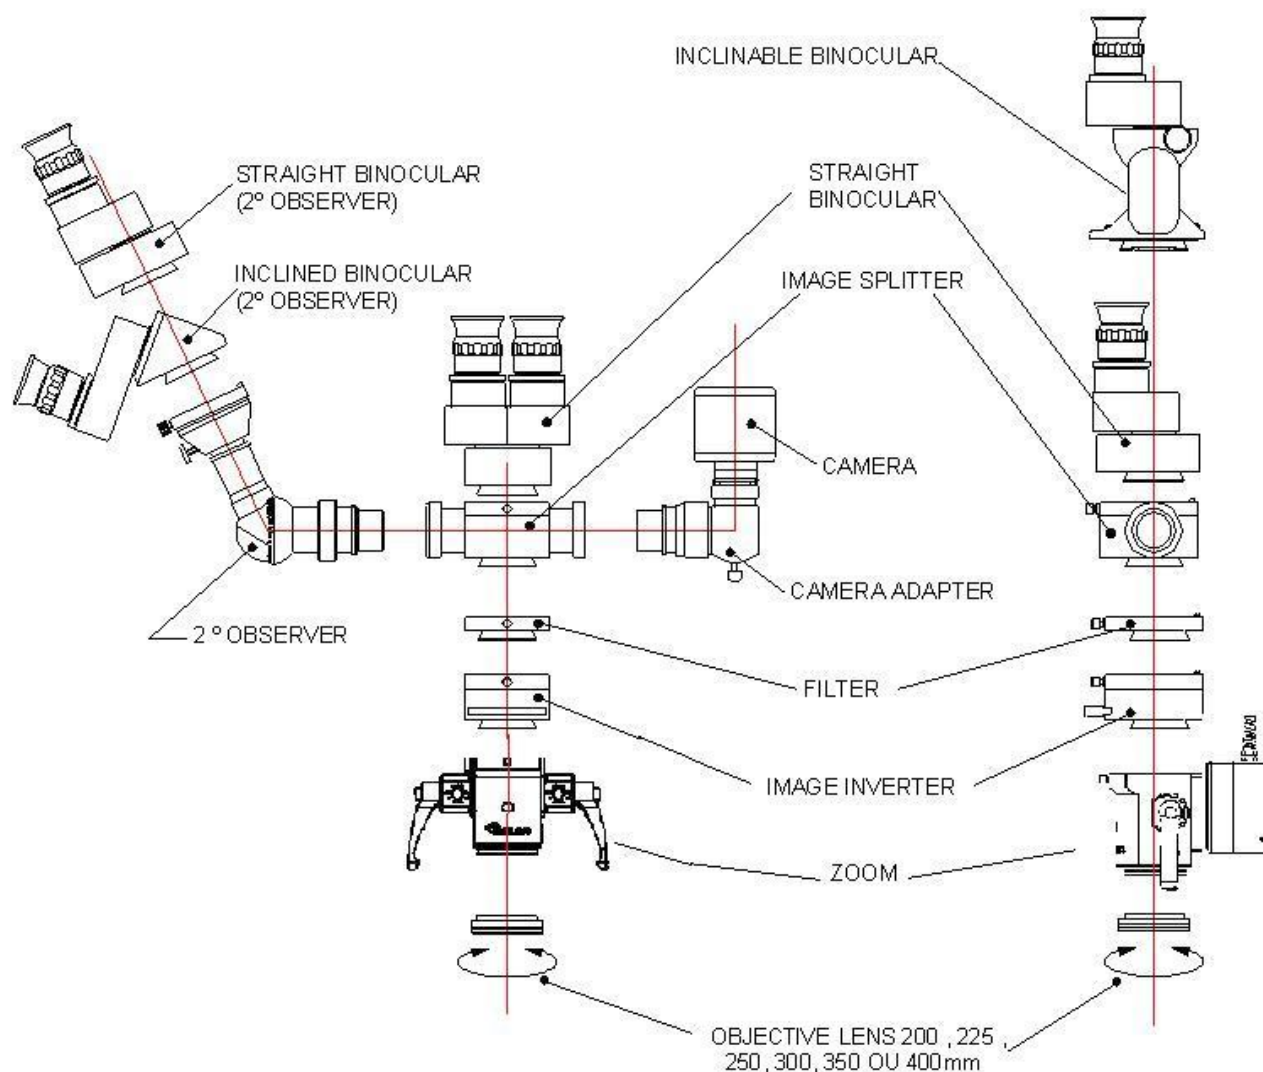 INCLINABLE BINOCULAR
STRAIGHT BINOCULAR
(2º OBSERVER)
STRAIGHT
BINOCULAR
INCLINED BINOCULAR
(2º OBSERVER)
IMAGE SPLITTER
CAMERA
CAMERA ADAPTER
2 º OBSERVER
FILTER
IMAGE INVERTER
ZOOM
OBJECTIVE LENS 200 , 225 ,
250, 300, 350 OU 400mm